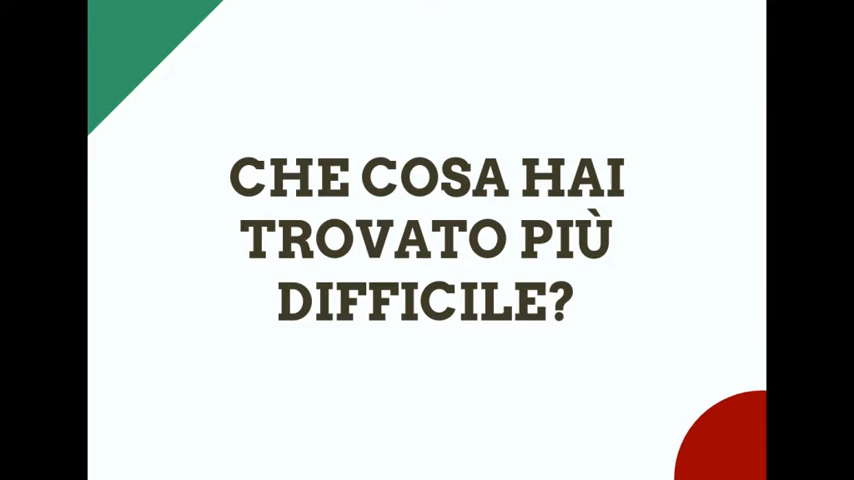 CHE COSA HAI
TROVATO PIÙ
DIFFICILE?